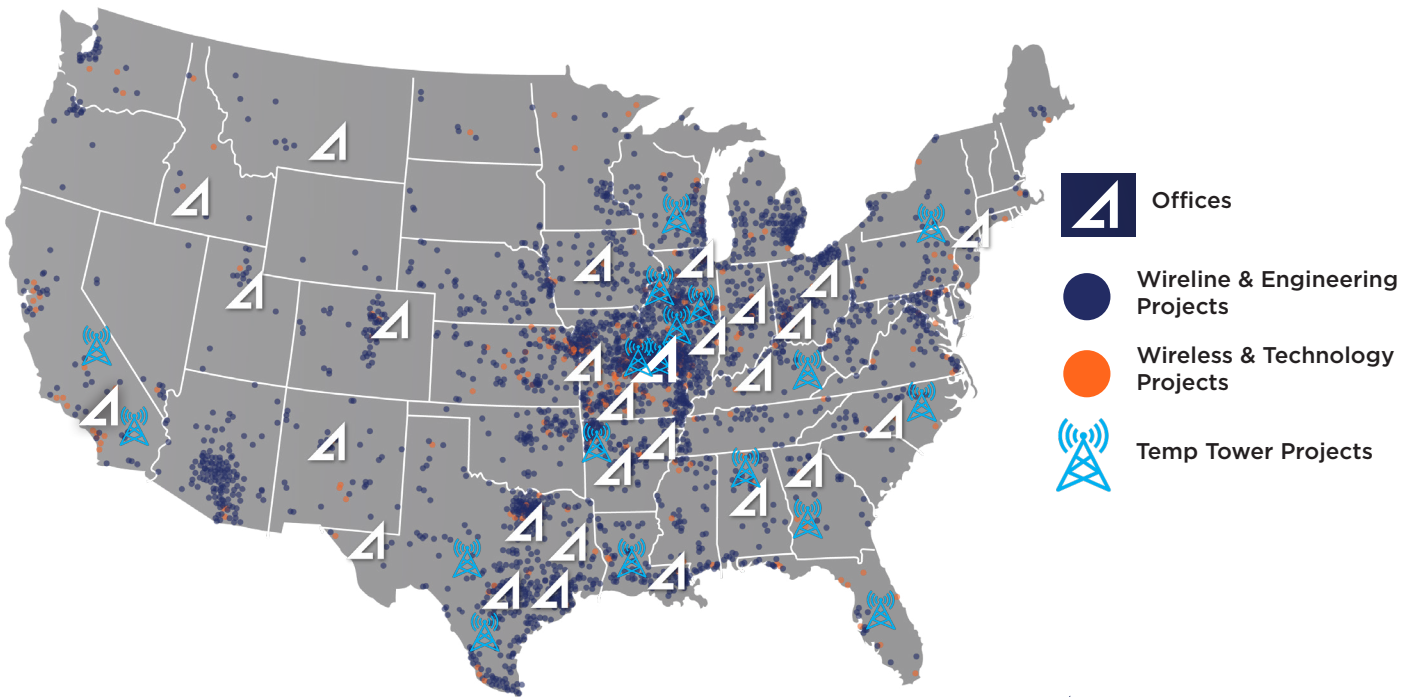 Offices
Wireline & Engineering
Projects
Wireless & Technology
Projects
Temp Tower Projects